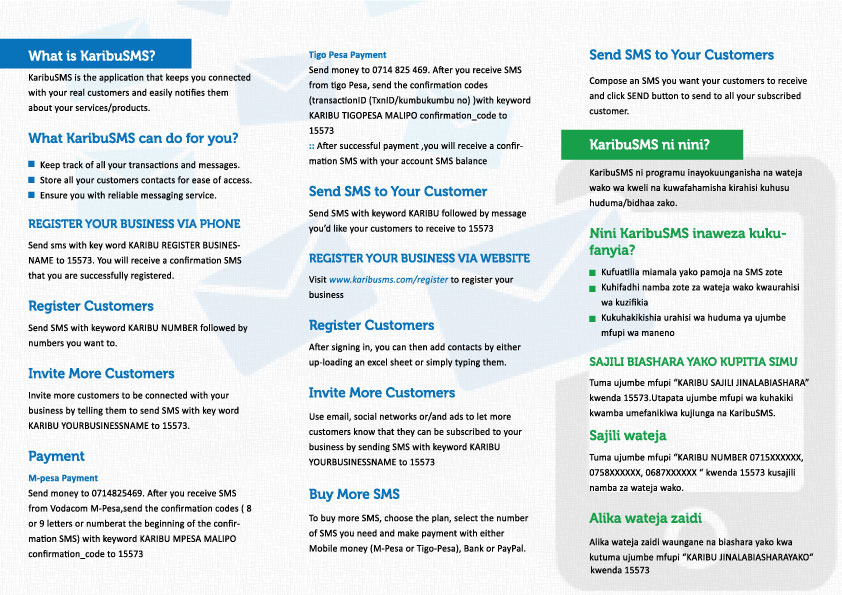 What is KaribuSMS?
KaribuSMS is the application that keeps you connected
with your real customers and easily notifies them
about your services/products.
What KaribuSMS can do for you?
Keep track of all your transactions and messages.
Store all your customers contacts for ease of access.
Ensure you with reliable messaging service.
REGISTER YOUR BUSINESS VIA PHONE
Send sms with key word KARIBU REGISTER BUSINES-
NAME to 15573. You will receive a confirmation SMS
that you are successfully registered.
Register Customers
Send SMS with keyword KARIBU NUMBER followed by
numbers you want to.
Invite More Customers
Invite more customers to be connected with your
business by telling them to send SMS with key word
KARIBU YOURBUSINESSNAME to 15573.
Payment
M-pesa Payment
Send money to 0714825469. After you receive SMS
from Vodacom M-Pesa,send the confirmation codes ( 8
or 9 letters or numberat the beginning of the confir-
mation SMS) with keyword KARIBU MPESA MALIPO
confirmation_code to 15573
Tigo Pesa Payment
Send money to 0714 825 469. After you receive SMS
from tigo Pesa, send the confirmation codes
(transactionID (TxnID/kumbukumbu no) )with keyword
KARIBU TIGOPESA MALIPO confirmation_code to
15573
:: After successful payment ,you will receive a confir-
mation SMS with your account SMS balance
Send SMS to Your Customer
Send SMS with keyword KARIBU followed by message
you'd like your customers to receive to 15573
REGISTER YOUR BUSINESS VIA WEBSITE
Visit www.karibusms.com/register to register your
business
Register Customers
After signing in, you can then add contacts by either
up-loading an excel sheet or simply typing them.
Invite More Customers
Use email, social networks or/and ads to let more
customers know that they can be subscribed to your
business by sending SMS with keyword KARIBU
YOURBUSINESSNAME to 15573
Buy More SMS
To buy more SMS, choose the plan, select the number
of SMS you need and make payment with either
Mobile money (M-Pesa or Tigo-Pesa), Bank or PayPal.
Send SMS to Your Customers
Compose an SMS you want your customers to receive
and click SEND button to send to all your subscribed
customer.
KaribuSMS ni nini?
KaribuSMS ni programu inayokuunganisha na wateja
wako wa kweli na kuwafahamisha kirahisi kuhusu
huduma/bidhaa zako.
Nini KaribuSMS inaweza kuku-
fanyia?
Kufuatilia miamala yako pamoja na SMS zote
Kuhifadhi namba zote za wateja wako kwaurahisi
wa kuzifikia
Kukuhakikishia urahisi wa huduma ya ujumbe
mfupi wa maneno
SAJILI BIASHARA YAKO KUPITIA SIMU
Tuma ujumbe mfupi “KARIBU SAJILI JINALABIASHARA”
kwenda 15573.Utapata ujumbe mfupi wa kuhakiki
kwamba umefanikiwa kujiunga na KaribuSMS.
Sajili wateja
Tuma ujumbe mfupi “KARIBU NUMBER 0715XXXXXX,
0758XXXXXX, 0687XXXXXX “ kwenda 15573 kusajili
namba za wateja wako.
Alika wateja zaidi
Alika wateja zaidi waungane na biashara yako kwa
kutuma ujumbe mfupi “KARIBU JINALABIASHARAYAKO”
kwenda 15573